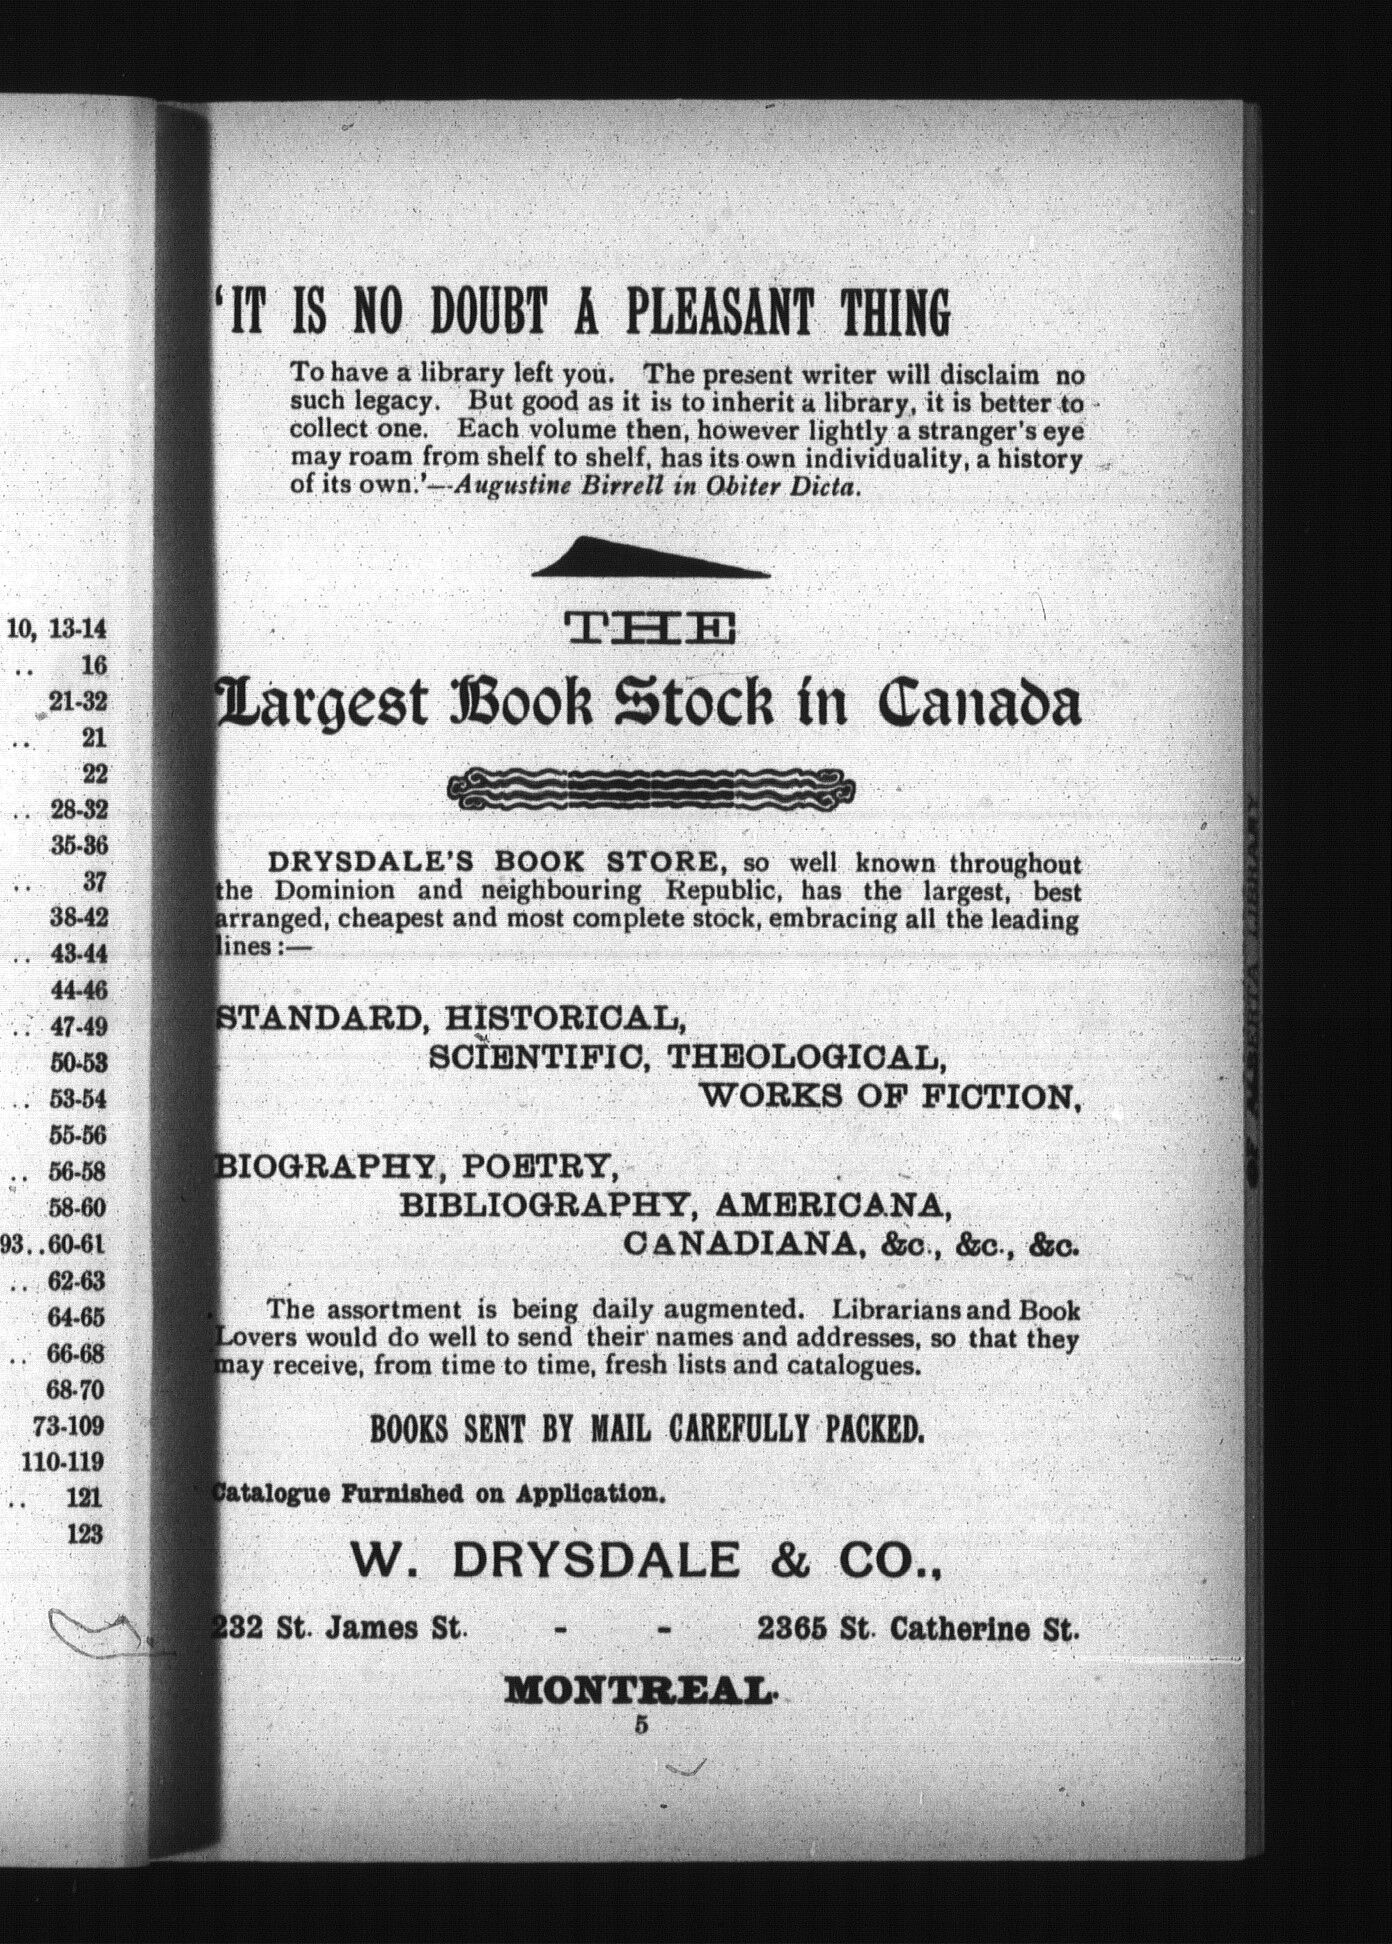 10, 13-14
.. 16
21-32
.. 21
22
.. 28-32
35-36
.. 37
38-42
.. 43-44
44-46
.. 47-49
50-53
.. 53-54
55-56
.. 56-58
58-60
93..60-61
.. 62-63
64-65
.. 66-68
68-70
73-109
110-119
.. 121
123
'IT IS NO DOUBT A PLEASANT THING
To have a library left you. The present writer will disclaim no
such legacy. But good as it is to inherit a library, it is better to
collect one. Each volume then, however lightly a stranger's eye
may roam from shelf to shelf, has its own individuality, a history
of its own.'—Augustine Birrell in Obiter Dicta.
THE
Largest Book Stock in Canada
DRYSDALE'S BOOK STORE, so well known throughout
the Dominion and neighbouring Republic, has the largest, best
arranged, cheapest and most complete stock, embracing all the leading
lines :—
STANDARD, HISTORICAL,
SCIENTIFIC, THEOLOGICAL,
WORKS OF FICTION,
BIOGRAPHY, POETRY,
BIBLIOGRAPHY, AMERICANA,
CANADIANA, &c., &c., &c.
The assortment is being daily augmented. Librarians and Book
Lovers would do well to send their names and addresses, so that they
may receive, from time to time, fresh lists and catalogues.
BOOKS SENT BY MAIL CAREFULLY PACKED.
Catalogue Furnished on Application.
W. DRYSDALE & CO.,
232 St. James St. - - 2365 St. Catherine St.
MONTREAL.
5
OF ALBERTA LIBRARY